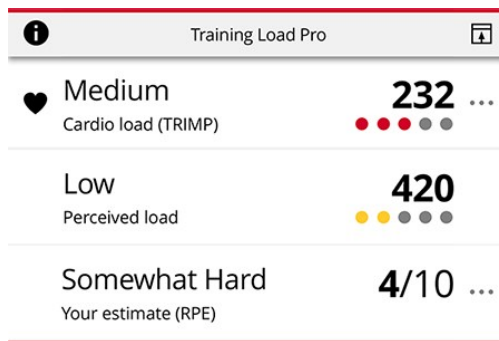 Training Load Pro
Medium 232
Cardio load (TRIMP)
Low 420
Perceived load
Somewhat Hard 4/10
Your estimate (RPE)